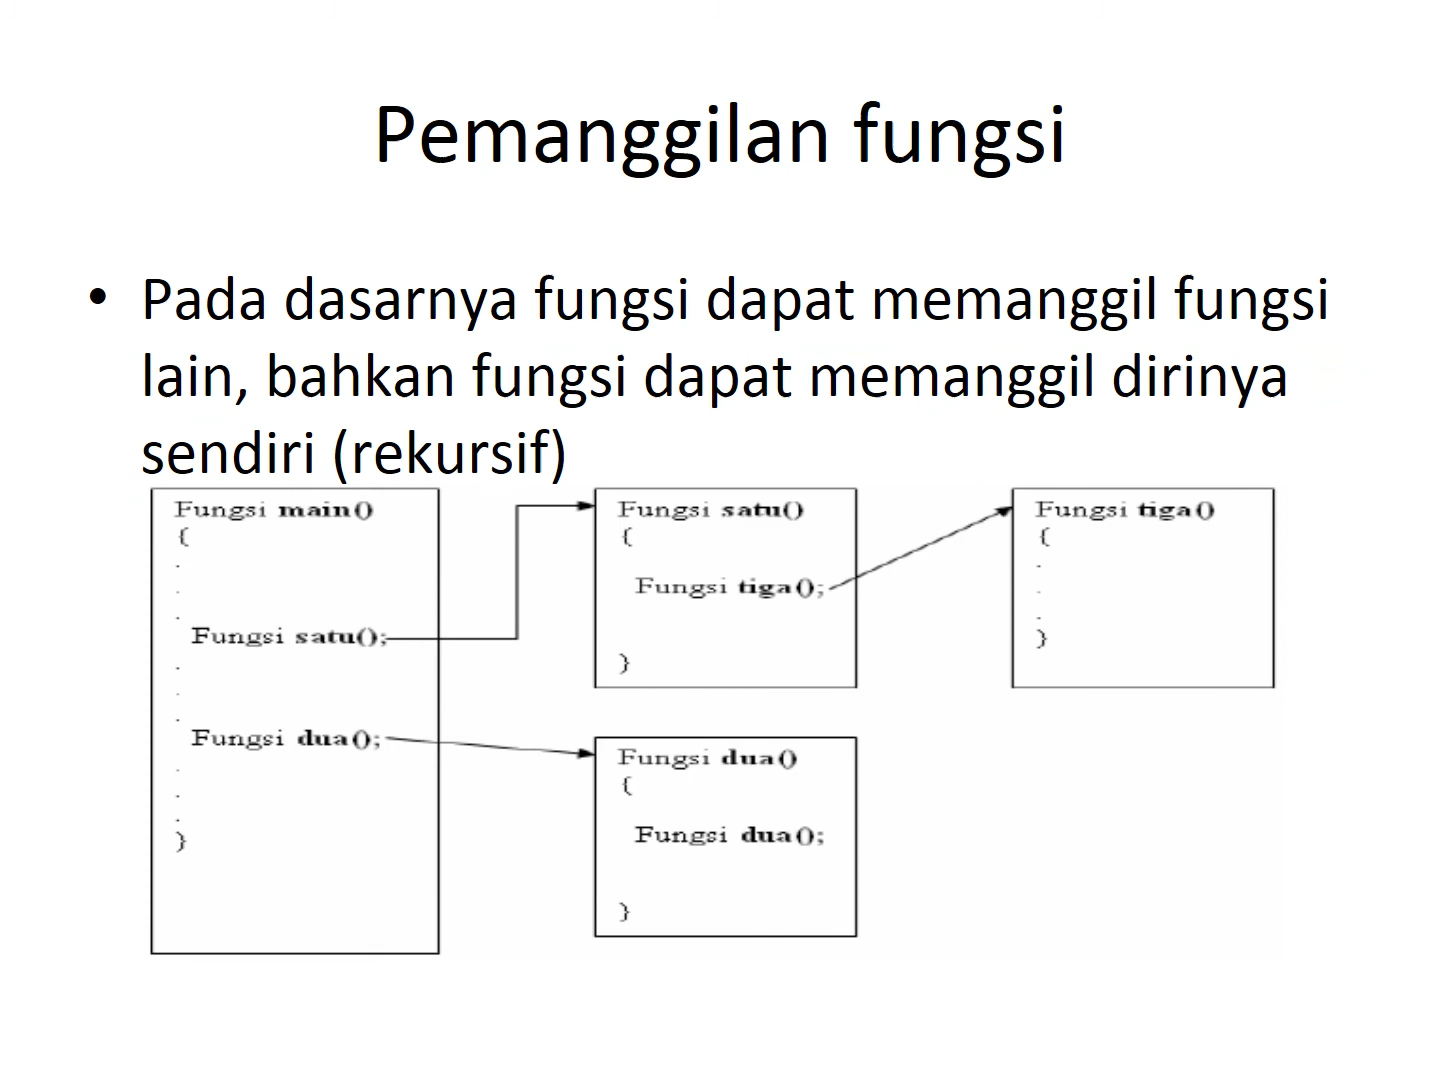 Pemanggilan fungsi
• Pada dasarnya fungsi dapat memanggil fungsi
lain, bahkan fungsi dapat memanggil dirinya
sendiri (rekursif)
Fungsi main()
{
.
.
.
Fungsi satu();
.
.
.
Fungsi dua();
.
.
.
}
Fungsi satu()
{
Fungsi tiga();
}
Fungsi tiga()
{
.
.
.
}
Fungsi dua()
{
Fungsi dua();
}